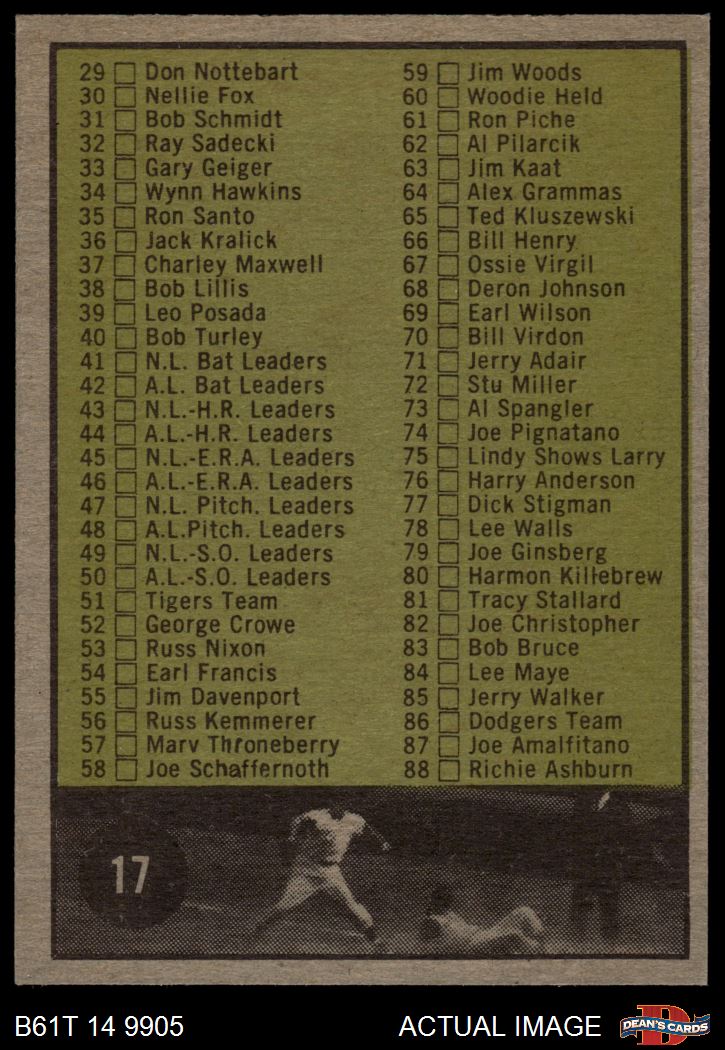 29 Don Nottebart
30 Nellie Fox
31 Bob Schmidt
32 Ray Sadecki
33 Gary Geiger
34 Wynn Hawkins
35 Ron Santo
36 Jack Kralick
37 Charley Maxwell
38 Bob Lillis
39 Leo Posada
40 Bob Turley
41 N.L. Bat Leaders
42 A.L. Bat Leaders
43 N.L.-H.R. Leaders
44 A.L.-H.R. Leaders
45 N.L.-E.R.A. Leaders
46 A.L.-E.R.A. Leaders
47 N.L. Pitch. Leaders
48 A.L.Pitch. Leaders
49 N.L.-S.O. Leaders
50 A.L.-S.O. Leaders
51 Tigers Team
52 George Crowe
53 Russ Nixon
54 Earl Francis
55 Jim Davenport
56 Russ Kemmerer
57 Marv Throneberry
58 Joe Schaffernoth
59 Jim Woods
60 Woodie Held
61 Ron Piche
62 Al Pilarcik
63 Jim Kaat
64 Alex Grammas
65 Ted Kluszewski
66 Bill Henry
67 Ossie Virgil
68 Deron Johnson
69 Earl Wilson
70 Bill Virdon
71 Jerry Adair
72 Stu Miller
73 Al Spangler
74 Joe Pignatano
75 Lindy Shows Larry
76 Harry Anderson
77 Dick Stigman
78 Lee Walls
79 Joe Ginsberg
80 Harmon Killebrew
81 Tracy Stallard
82 Joe Christopher
83 Bob Bruce
84 Lee Maye
85 Jerry Walker
86 Dodgers Team
87 Joe Amalfitano
88 Richie Ashburn
17
B61T 14 9905
ACTUAL IMAGE
D
DEAN'S CARDS